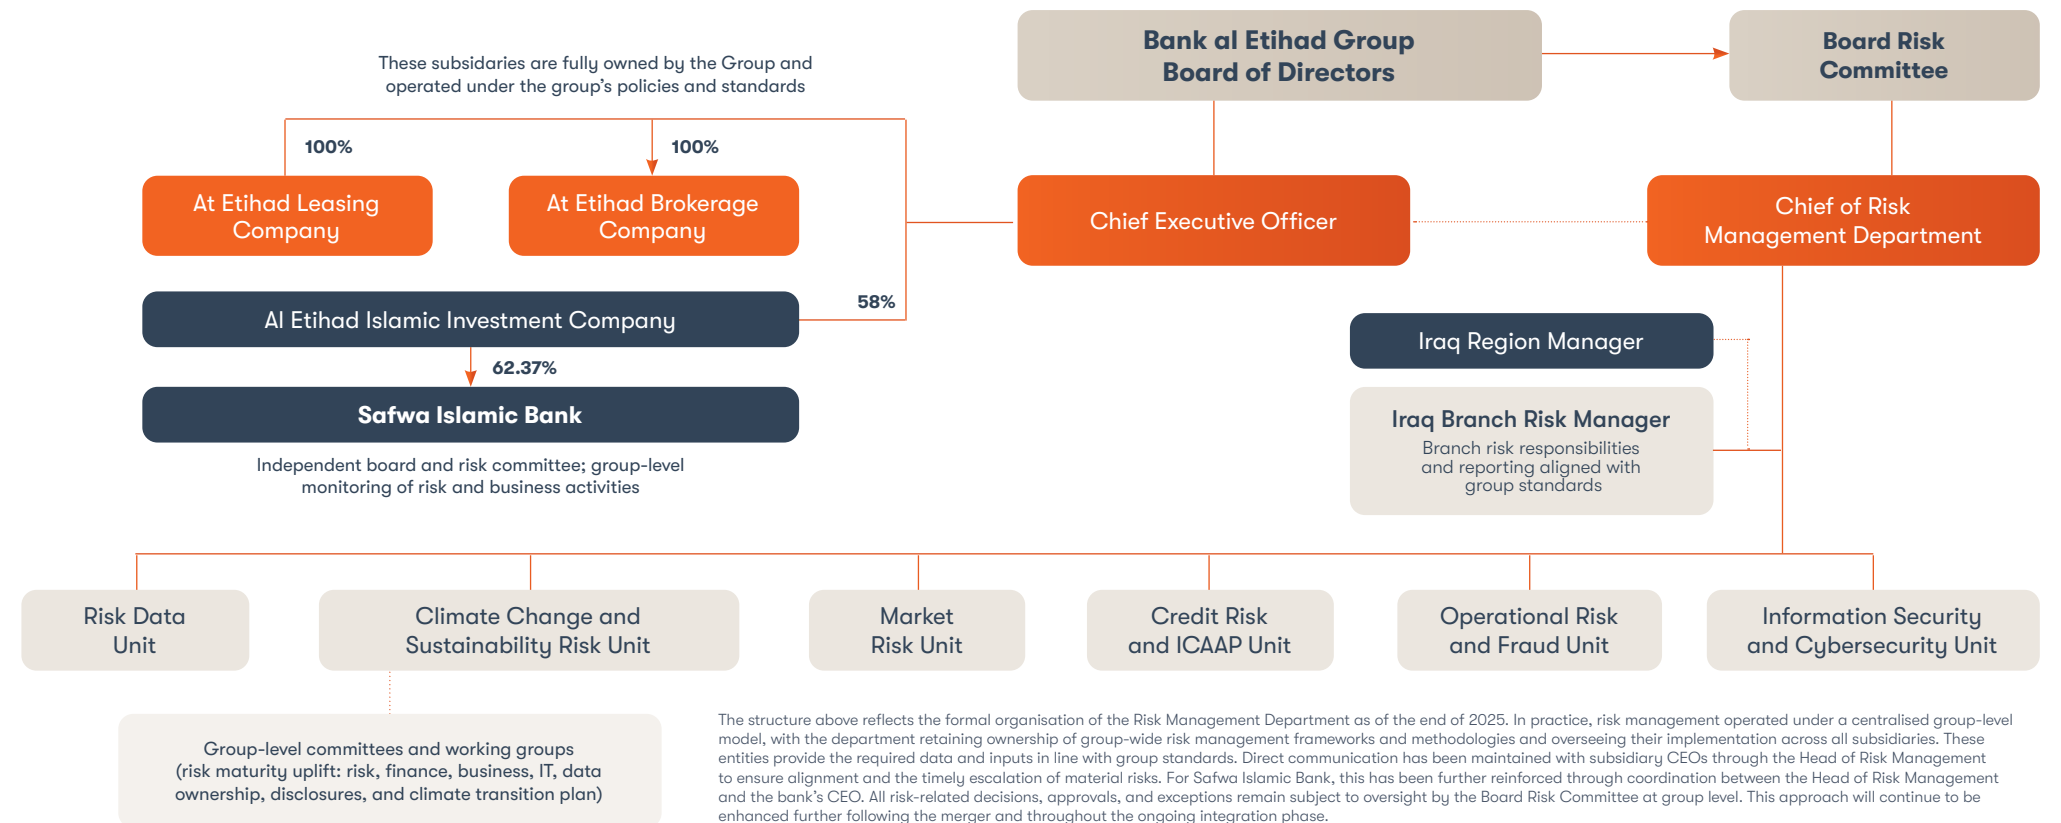 Bank al Etihad Group
Board of Directors
Board Risk
Committee
These subsidaries are fully owned by the Group and
operated under the group's policies and standards
100%
100%
At Etihad Leasing
Company
At Etihad Brokerage
Company
Chief Executive Officer
Chief of Risk
Management Department
58%
Al Etihad Islamic Investment Company
62.37%
Safwa Islamic Bank
Independent board and risk committee; group-level
monitoring of risk and business activities
Iraq Region Manager
Iraq Branch Risk Manager
Branch risk responsibilities
and reporting aligned with
group standards
Risk Data
Unit
Climate Change and
Sustainability Risk Unit
Market
Risk Unit
Credit Risk
and ICAAP Unit
Operational Risk
and Fraud Unit
Information Security
and Cybersecurity Unit
Group-level committees and working groups
(risk maturity uplift: risk, finance, business, IT, data
ownership, disclosures, and climate transition plan)
The structure above reflects the formal organisation of the Risk Management Department as of the end of 2025. In practice, risk management operated under a centralised group-level
model, with the department retaining ownership of group-wide risk management frameworks and methodologies and overseeing their implementation across all subsidiaries. These
entities provide the required data and inputs in line with group standards. Direct communication has been maintained with subsidiary CEOs through the Head of Risk Management
to ensure alignment and the timely escalation of material risks. For Safwa Islamic Bank, this has been further reinforced through coordination between the Head of Risk Management
and the bank's CEO. All risk-related decisions, approvals, and exceptions remain subject to oversight by the Board Risk Committee at group level. This approach will continue to be
enhanced further following the merger and throughout the ongoing integration phase.